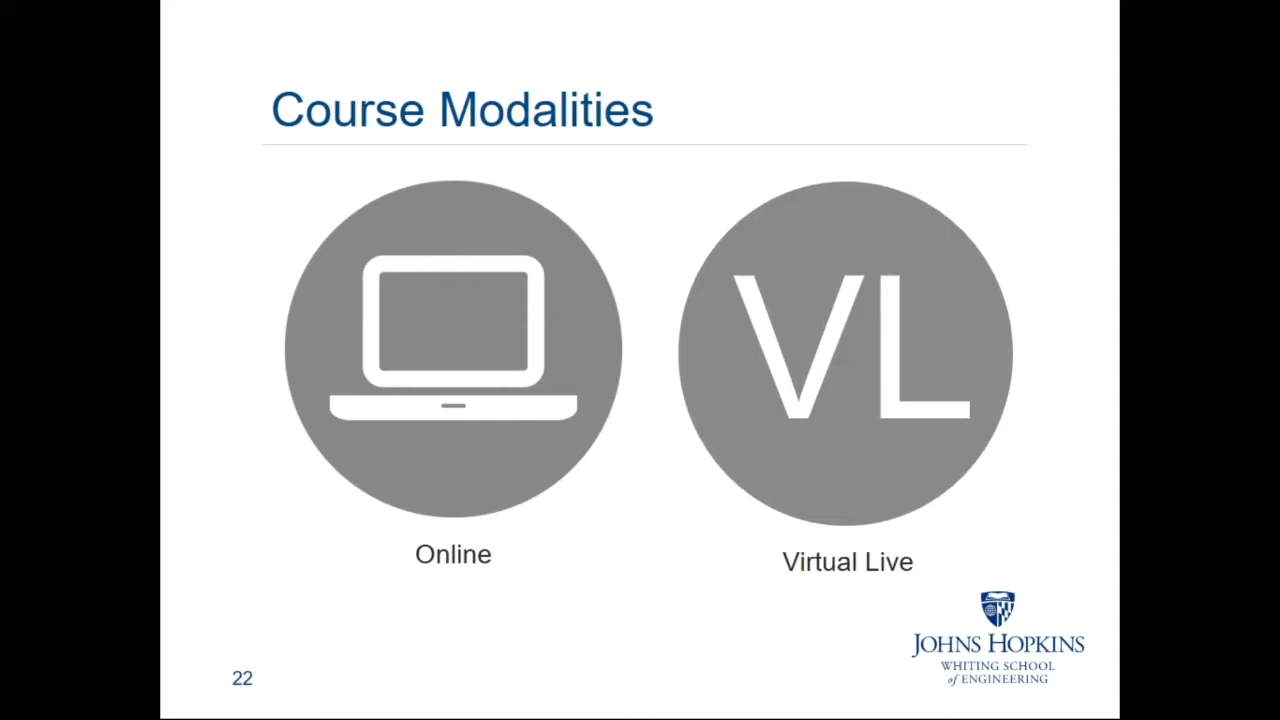 Course Modalities
VL
Online
Virtual Live
JOHNS HOPKINS
WHITING SCHOOL
of ENGINEERING
22